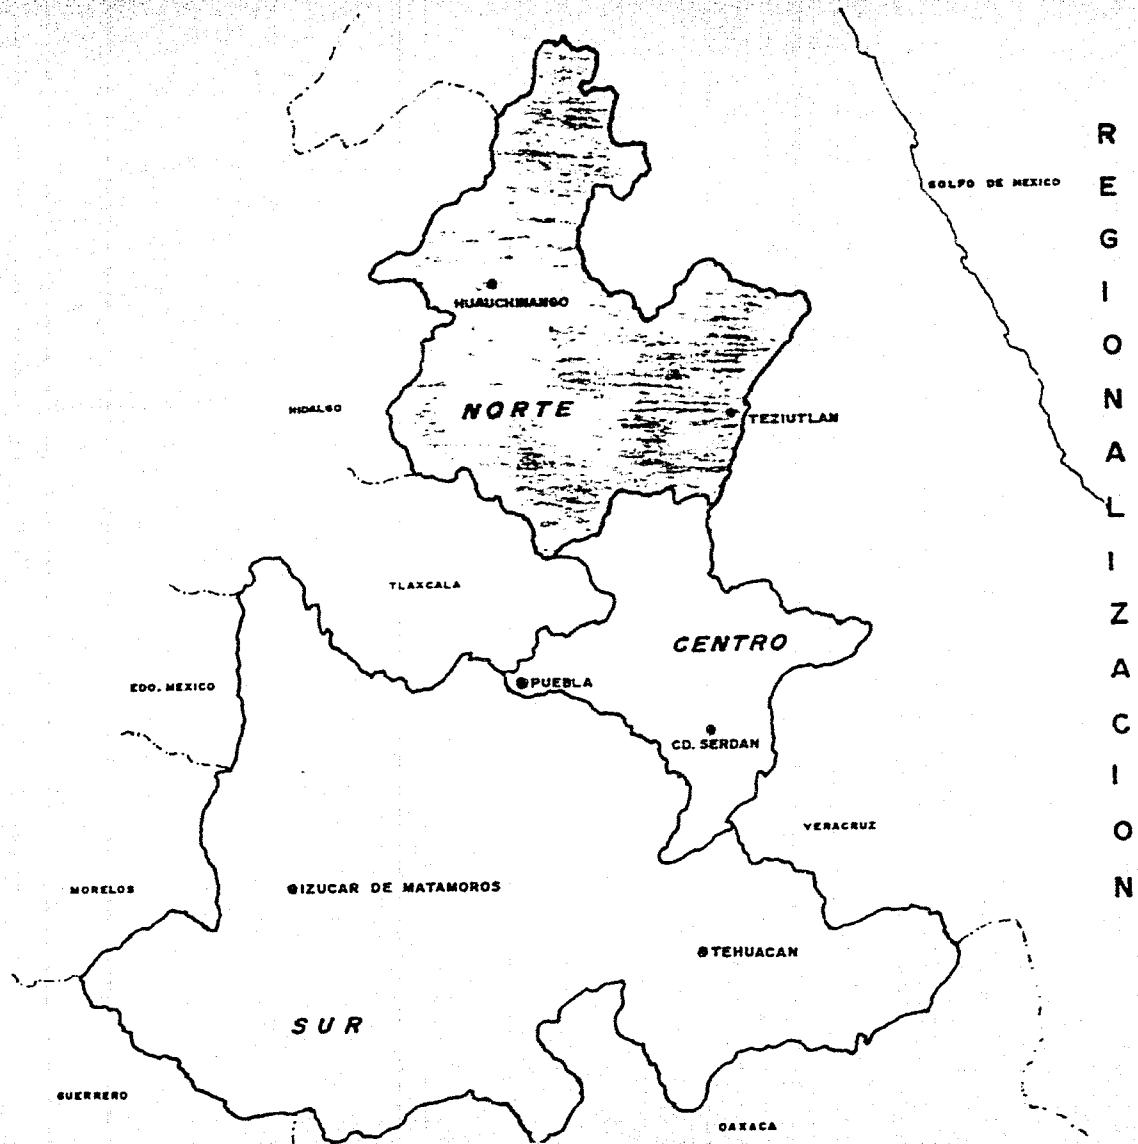 GOLFO DE MEXICO
HUAUCHINANGO
HIDALGO
NORTE
TEZIUTLAN
TLAXCALA
CENTRO
EDO. MEXICO
PUEBLA
CD. SERDAN
VERACRUZ
MORELOS
IZUCAR DE MATAMOROS
TEHUACAN
SUR
GUERRERO
OAXACA
REGIONALIZACION